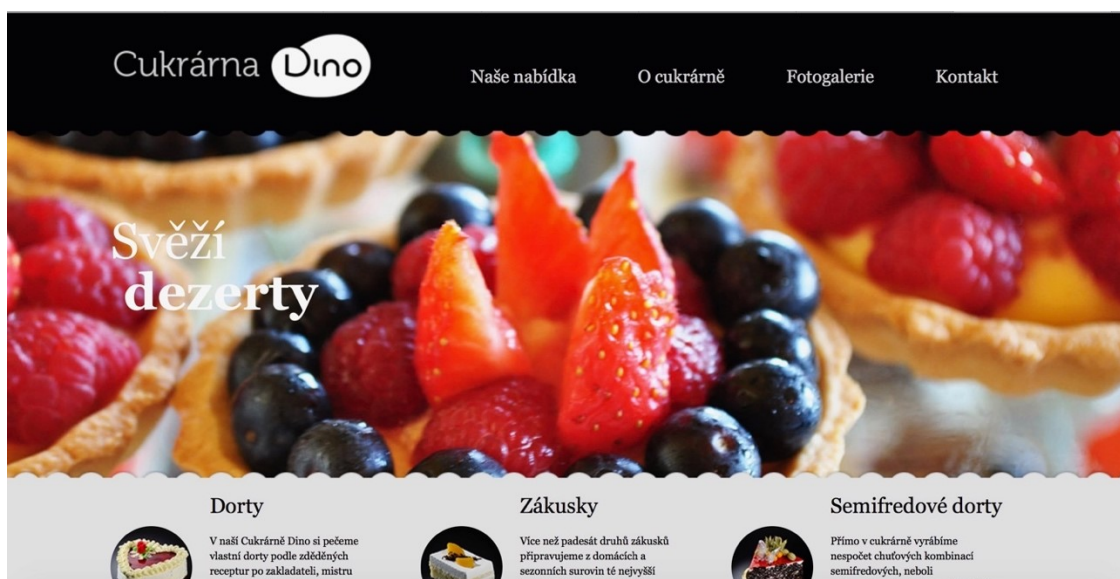 Cukrárna Dino
Naše nabídka
O cukrárně
Fotogalerie
Kontakt
Svěží
dezerty
Dorty
V naší Cukrárně Dino si pečeme
vlastní dorty podle zděděných
receptur po zakladateli, mistru
Zákusky
Více než padesát druhů zákusků
připravujeme z domácích a
sezonních surovin té nejvyšší
Semifredové dorty
Přímo v cukrárně vyrábíme
nespočet chuťových kombinací
semifredových, neboli